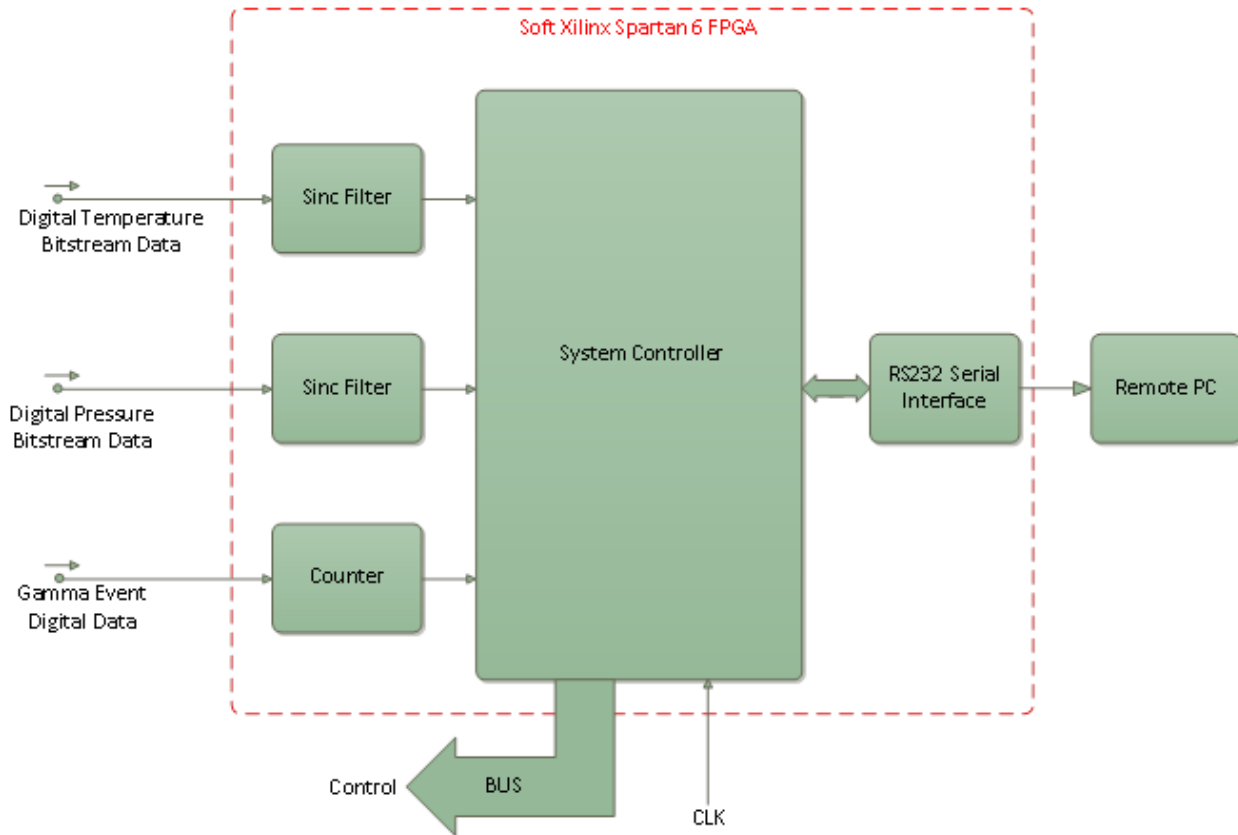 Soft Xilinx Spartan 6 FPGA
Sinc Filter
Digital Temperature
Bitstream Data
System Controller
Sinc Filter
Digital Pressure
Bitstream Data
RS232 Serial
Interface
Remote PC
Counter
Gamma Event
Digital Data
Control
BUS
CLK